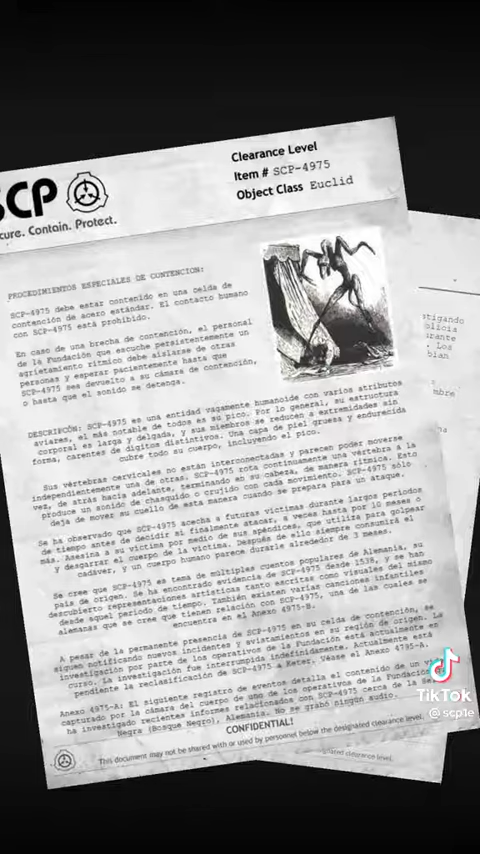 SCP
Secure. Contain. Protect.
Clearance Level
Item # SCP-4975
Object Class Euclid
PROCEDIMIENTOS ESPECIALES DE CONTENCION:
SCP-4975 debe estar contenido en una celda de
contención de acero estándar. El contacto humano
con SCP-4975 está prohibido.
En caso de una brecha de contención, el personal
de la Fundación que escuche persistentemente un
agrietamiento rítmico debe aislarse de otras
personas y esperar pacientemente hasta que
SCP-4975 sea devuelto a su cámara de contención,
o hasta que el sonido se detenga.
DESCRIPCÓN: SCP-4975 es una entidad vagamente humanoide con varios atributos
aviares, el más notable de todos es su pico. Por lo general, su estructura
corporal es larga y delgada, y sus miembros se reducen a extremidades sin
forma, carentes de dígitos distintivos. Una capa de piel gruesa y endurecida
cubre todo su cuerpo, incluyendo el pico.
Sus vértebras cervicales no están interconectadas y parecen poder moverse
independientemente una de otras. SCP-4975 rota continuamente una vértebra a la
vez, de atrás hacia adelante, terminando en su cabeza, de manera rítmica. Esto
produce un sonido de chasquido o crujido con cada movimiento. SCP-4975 sólo
deja de mover su cuello de esta manera cuando se prepara para un ataque.
Se ha observado que SCP-4975 acecha a futuras víctimas durante largos periodos
de tiempo antes de decidir si finalmente atacar, a veces hasta por 10 meses o
más. Asesina a su víctima por medio de sus apéndices, que utiliza para golpear
y desgarrar el cuerpo de la víctima. Después de ello siempre consumirá el
cadáver, y un cuerpo humano parece durarle alrededor de 3 meses.
Se cree que SCP-4975 es tema de múltiples cuentos populares de Alemania, su
país de origen. Se ha encontrado evidencia de SCP-4975 desde 1538, y se han
descubierto representaciones artísticas tanto escritas como visuales del mismo
desde aquel periodo de tiempo. También existen varias canciones infantiles
alemanas que se cree que tienen relación con SCP-4975, una de las cuales se
encuentra en el Anexo 4975-B.
A pesar de la permanente presencia de SCP-4975 en su celda de contención, se
siguen notificando nuevos incidentes y avistamientos en su región de origen. La
investigación por parte de los operativos de la Fundación está actualmente en
curso. La investigación fue interrumpida indefinidamente. Actualmente está
pendiente la reclasificación de SCP-4975 a Keter. Véase el Anexo 4795-A.
Anexo 4975-A: El siguiente registro de eventos detalla el contenido de un
capturado por la cámara del cuerpo de uno de los operativos de la Fundación
ha investigado recientes informes relacionados con SCP-4975 cerca de la
Negra (Bosque Negro), Alemania. No se grabó ningún audio.
CONFIDENTIAL!
This document may not be shared with or used by personnel below the designated clearance level.
clearance level.
TikTok
@ scp1e